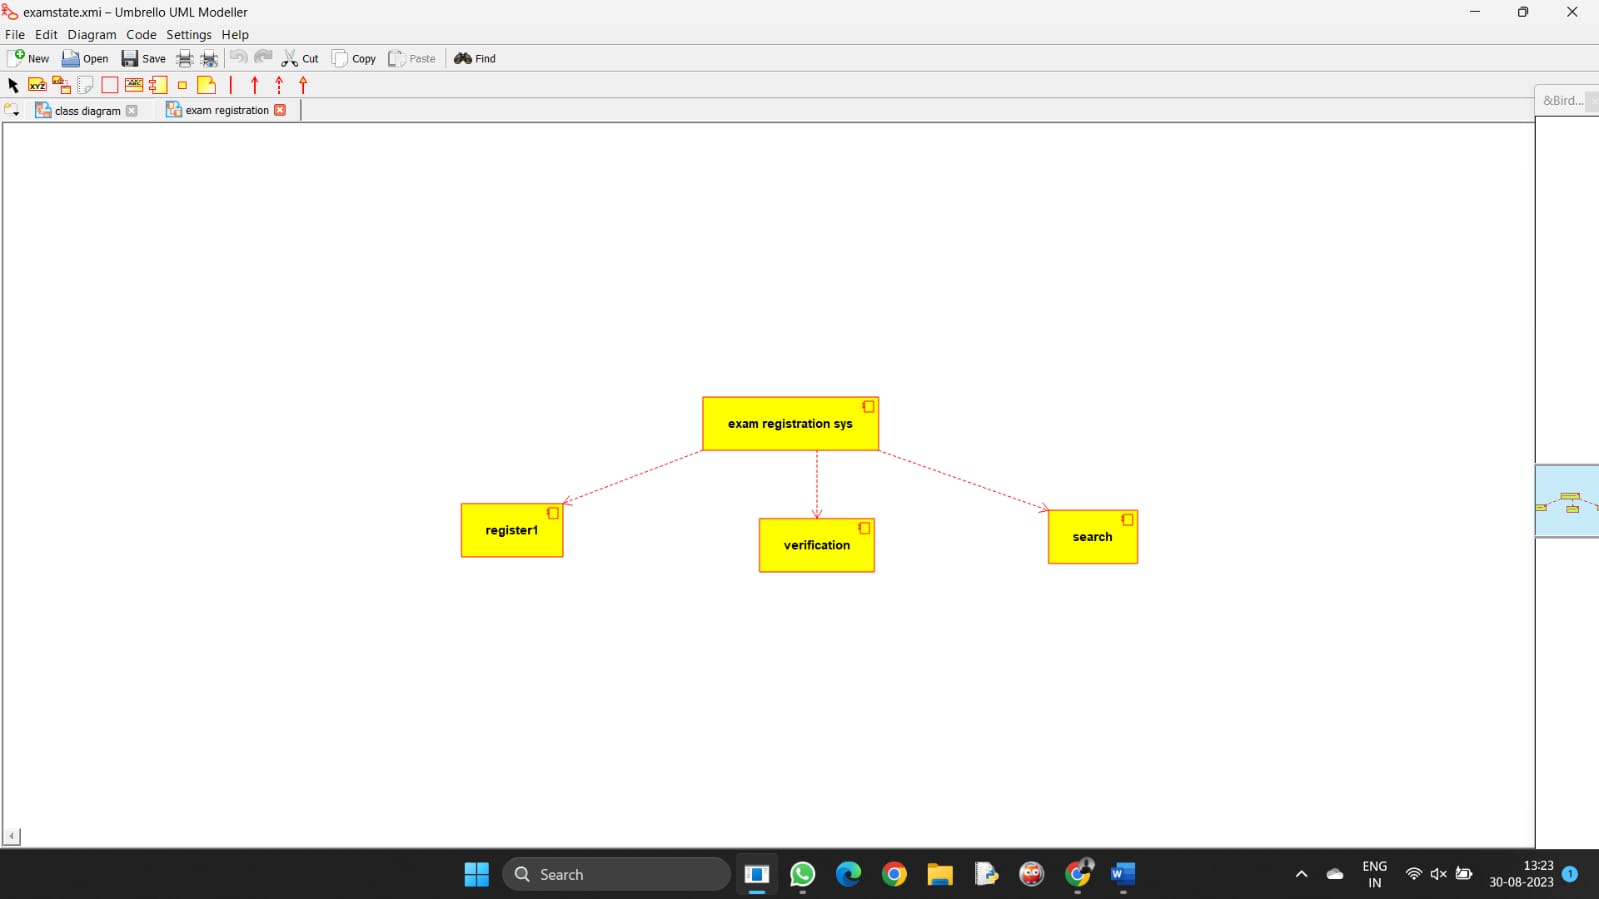 examstate.xmi – Umbrello UML Modeller
File Edit Diagram Code Settings Help
New Open Save Cut Copy Paste Find
XYZ ABC
class diagram exam registration
&Bird...
exam registration sys
register1
verification
search
Search
W
ENG
IN
13:23
30-08-2023
1